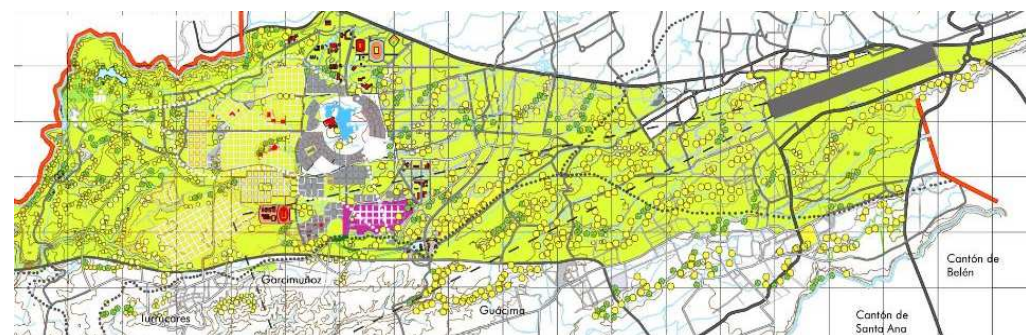 Garcimuñoz
Turrúcares
Guácima
Cantón de
Belén
Cantón de
Santa Ana